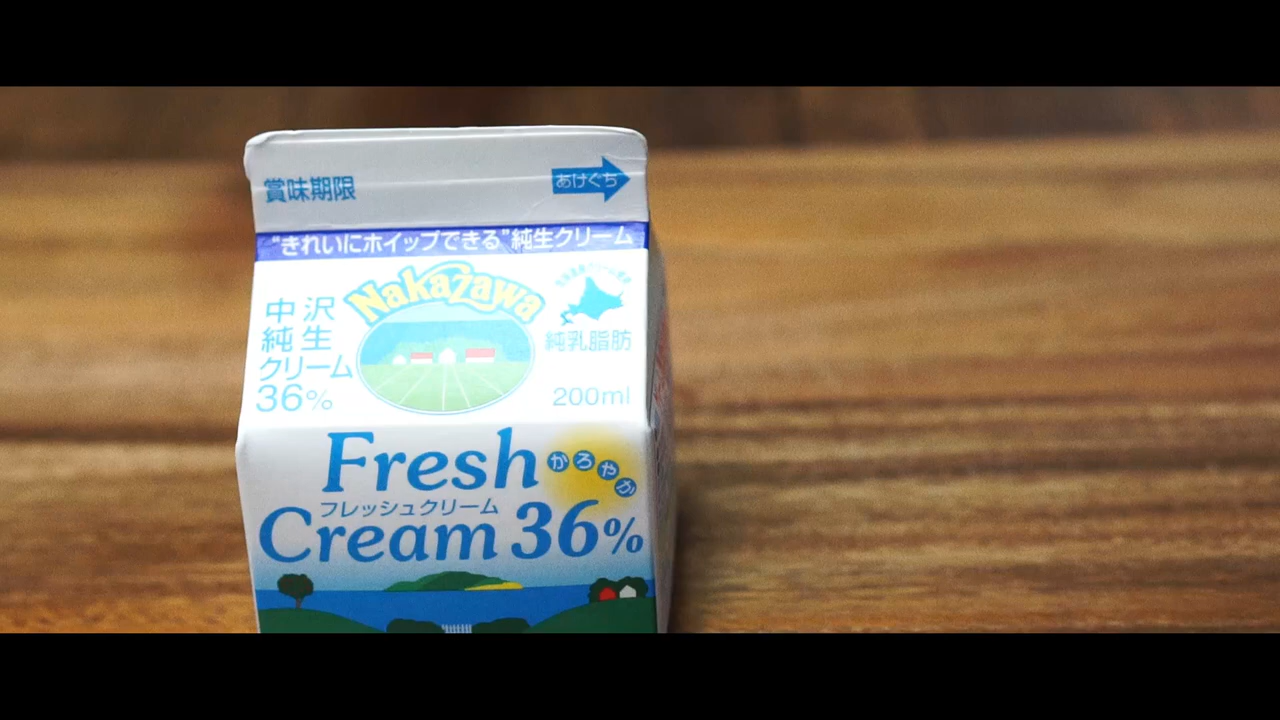 賞味期限
あけぐち
"きれいにホイップできる"純生クリーム
Nakazawa
中沢
純生
クリーム
36%
純乳脂肪
200ml
Fresh
かろやか
フレッシュクリーム
Cream 36%